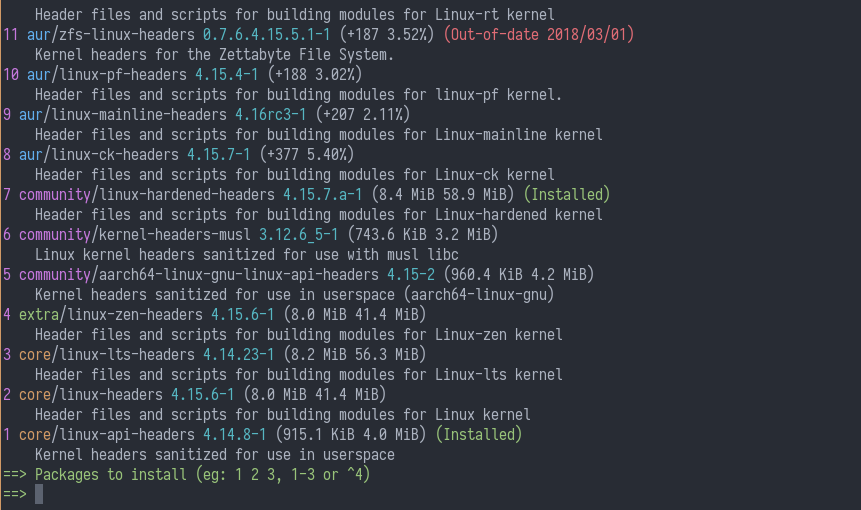 Header files and scripts for building modules for Linux-rt kernel
11 aur/zfs-linux-headers 0.7.6.4.15.5.1-1 (+187 3.52%) (Out-of-date 2018/03/01)
Kernel headers for the Zettabyte File System.
10 aur/linux-pf-headers 4.15.4-1 (+188 3.02%)
Header files and scripts for building modules for linux-pf kernel.
9 aur/linux-mainline-headers 4.16rc3-1 (+207 2.11%)
Header files and scripts for building modules for Linux-mainline kernel
8 aur/linux-ck-headers 4.15.7-1 (+377 5.40%)
Header files and scripts for building modules for Linux-ck kernel
7 community/linux-hardened-headers 4.15.7.a-1 (8.4 MiB 58.9 MiB) (Installed)
Header files and scripts for building modules for Linux-hardened kernel
6 community/kernel-headers-musl 3.12.6_5-1 (743.6 KiB 3.2 MiB)
Linux kernel headers sanitized for use with musl libc
5 community/aarch64-linux-gnu-linux-api-headers 4.15-2 (960.4 KiB 4.2 MiB)
Kernel headers sanitized for use in userspace (aarch64-linux-gnu)
4 extra/linux-zen-headers 4.15.6-1 (8.0 MiB 41.4 MiB)
Header files and scripts for building modules for Linux-zen kernel
3 core/linux-lts-headers 4.14.23-1 (8.2 MiB 56.3 MiB)
Header files and scripts for building modules for Linux-lts kernel
2 core/linux-headers 4.15.6-1 (8.0 MiB 41.4 MiB)
Header files and scripts for building modules for Linux kernel
1 core/linux-api-headers 4.14.8-1 (915.1 KiB 4.0 MiB) (Installed)
Kernel headers sanitized for use in userspace
==> Packages to install (eg: 1 2 3, 1-3 or ^4)
==>